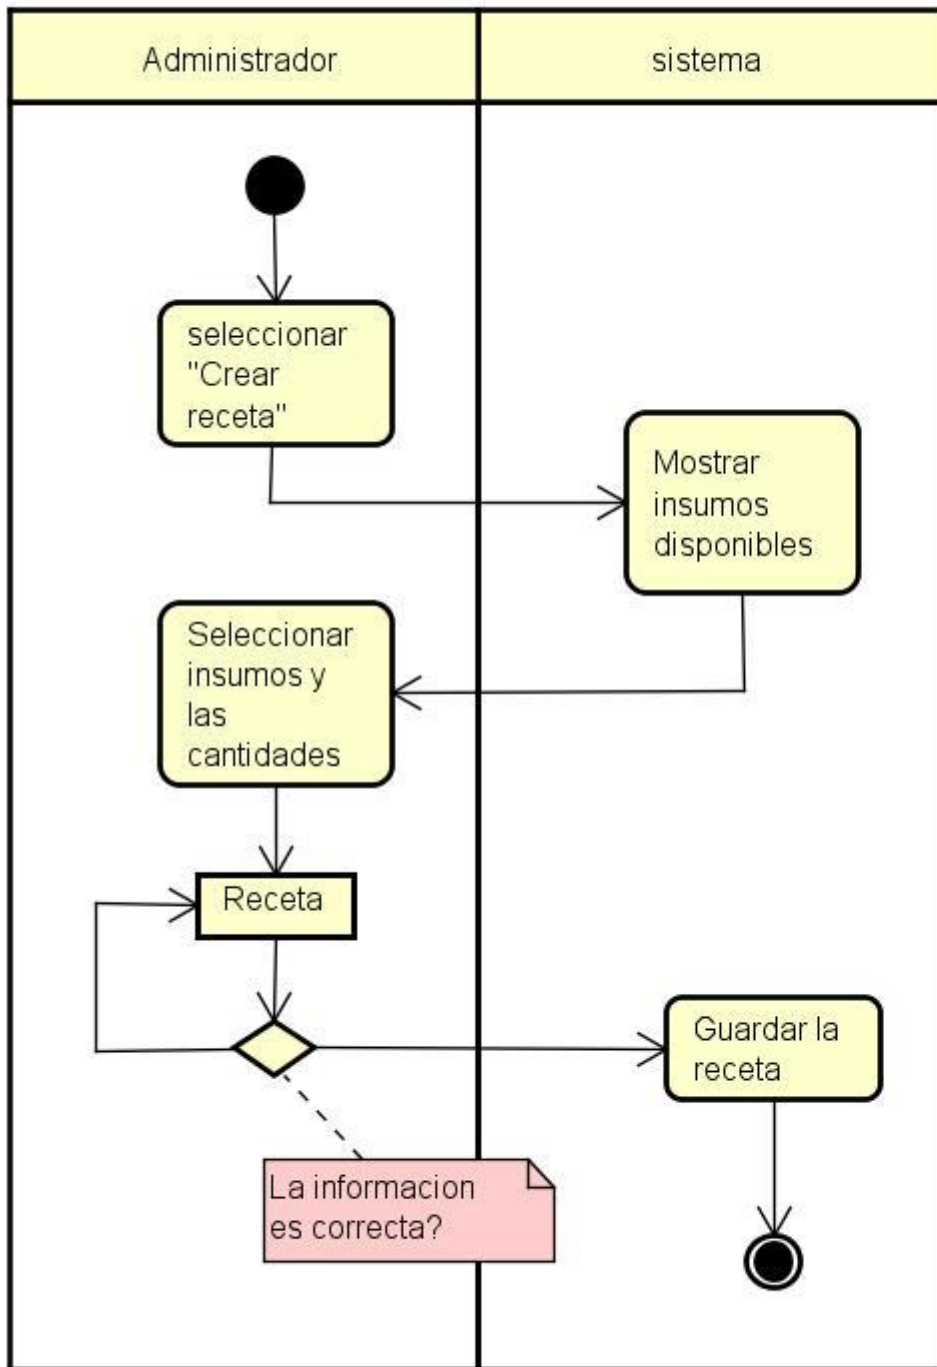 Administrador
sistema
seleccionar
"Crear
receta"
Mostrar
insumos
disponibles
Seleccionar
insumos y
las
cantidades
Receta
Guardar la
receta
La informacion
es correcta?